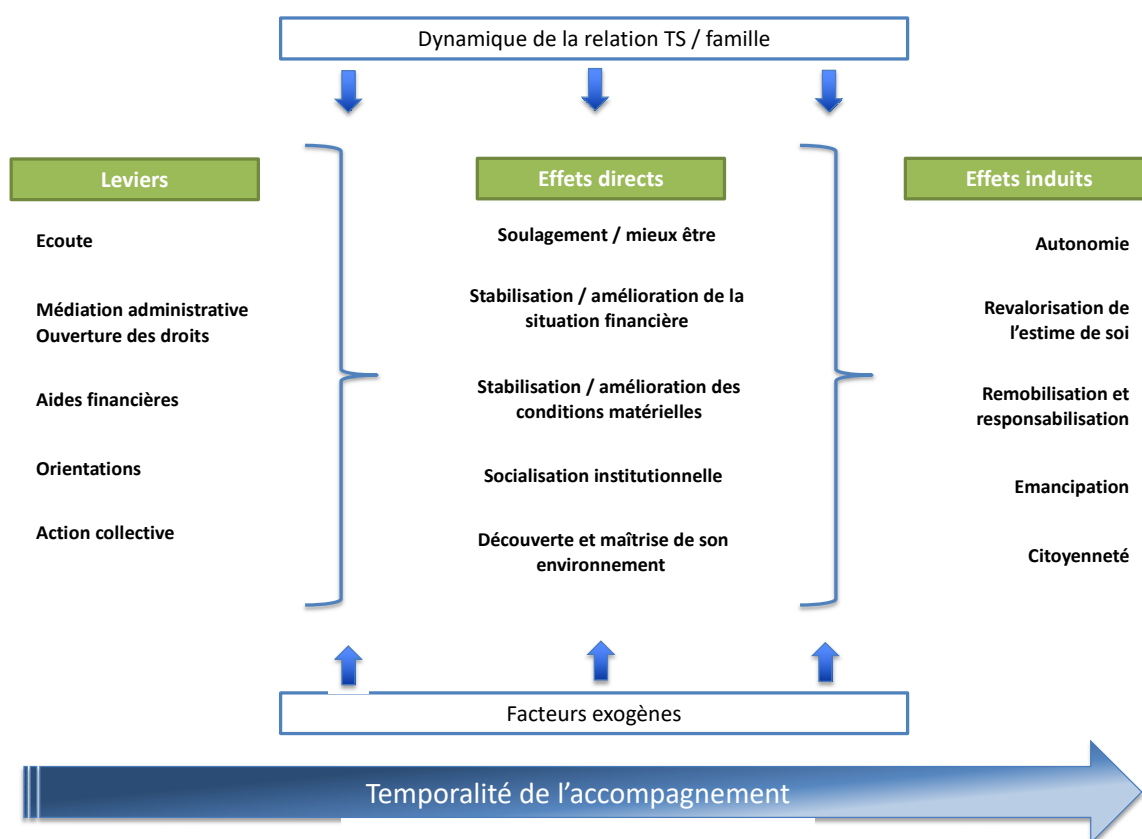 Dynamique de la relation TS / famille
Leviers
Ecoute
Médiation administrative
Ouverture des droits
Aides financières
Orientations
Action collective
Effets directs
Soulagement / mieux être
Stabilisation / amélioration de la
situation financière
Stabilisation / amélioration des
conditions matérielles
Socialisation institutionnelle
Découverte et maîtrise de son
environnement
Effets induits
Autonomie
Revalorisation de
l’estime de soi
Remobilisation et
responsabilisation
Emancipation
Citoyenneté
Facteurs exogènes
Temporalité de l’accompagnement